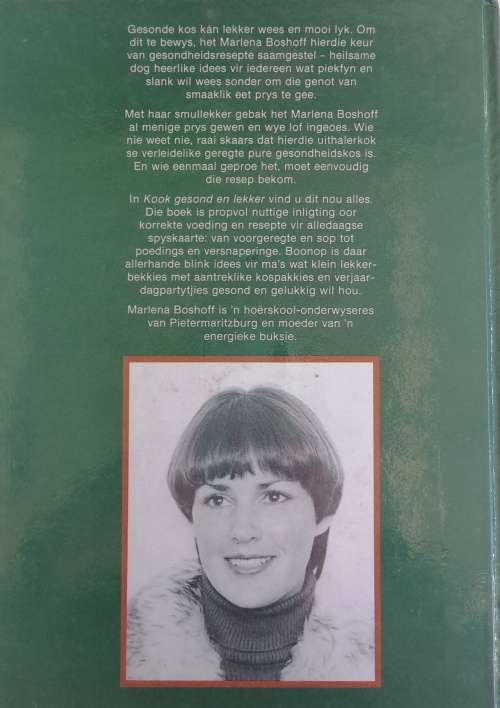 Gesonde kos kán lekker wees en mooi lyk. Om
dit te bewys, het Marlena Boshoff hierdie keur
van gesondheidsresepte saamgestel – heilsame
dog heerlike idees vir iedereen wat piekfyn en
slank wil wees sonder om die genot van
smaaklik eet prys te gee.
Met haar smullekker gebak het Marlena Boshoff
al menige prys gewen en wye lof ingeoes. Wie
nie weet nie, raai skaars dat hierdie uithalerkok
se verleidelike geregte pure gesondheidskos is.
En wie eenmaal geproe het, moet eenvoudig
die resep bekom.
In Kook gesond en lekker vind u dit nou alles.
Die boek is propvol nuttige inligting oor
korrekte voeding en resepte vir alledaagse
spyskaarte: van voorgeregte en sop tot
poedings en versnaperinge. Boonop is daar
allerhande blink idees vir ma's wat klein lekker-
bekkies met aantreklike kospakkies en verjaar-
dagpartytjies gesond en gelukkig wil hou.
Marlena Boshoff is 'n hoërskool-onderwyseres
van Pietermaritzburg en moeder van 'n
energieke buksie.